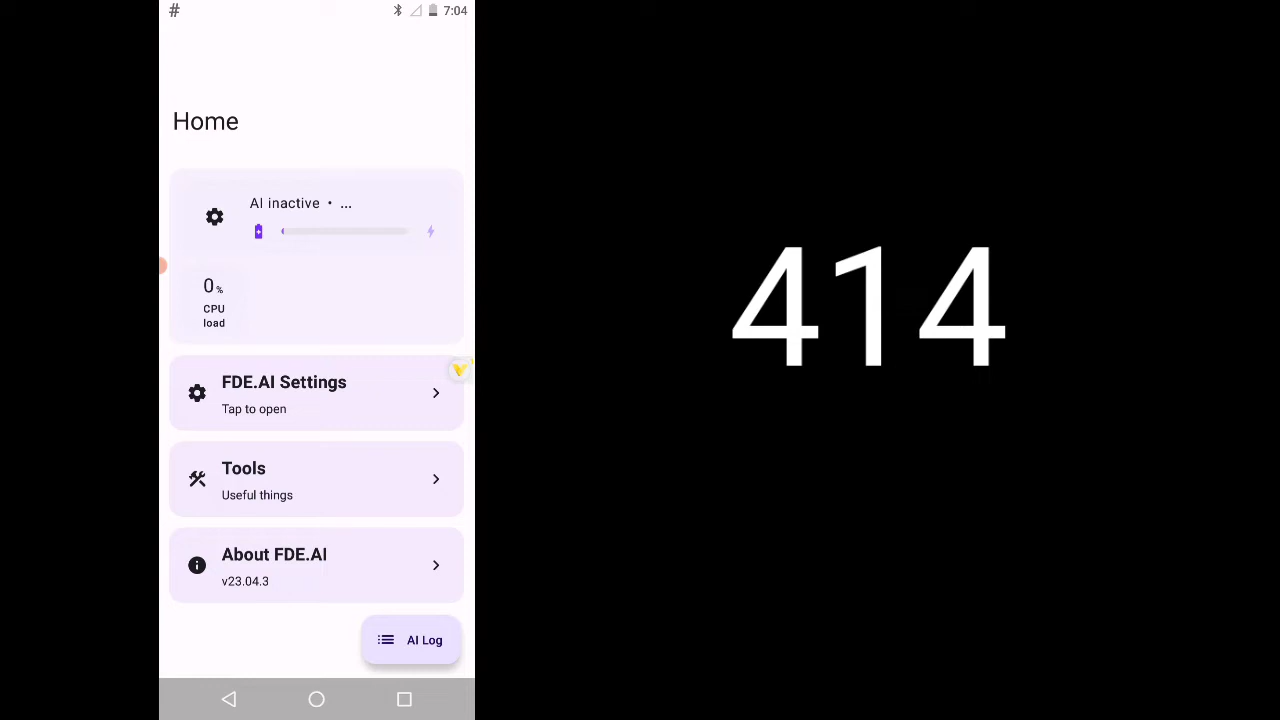 # 7:04
Home
AI inactive • ...
0%
CPU
load
FDE.AI Settings
Tap to open
Tools
Useful things
About FDE.AI
v23.04.3
AI Log
414